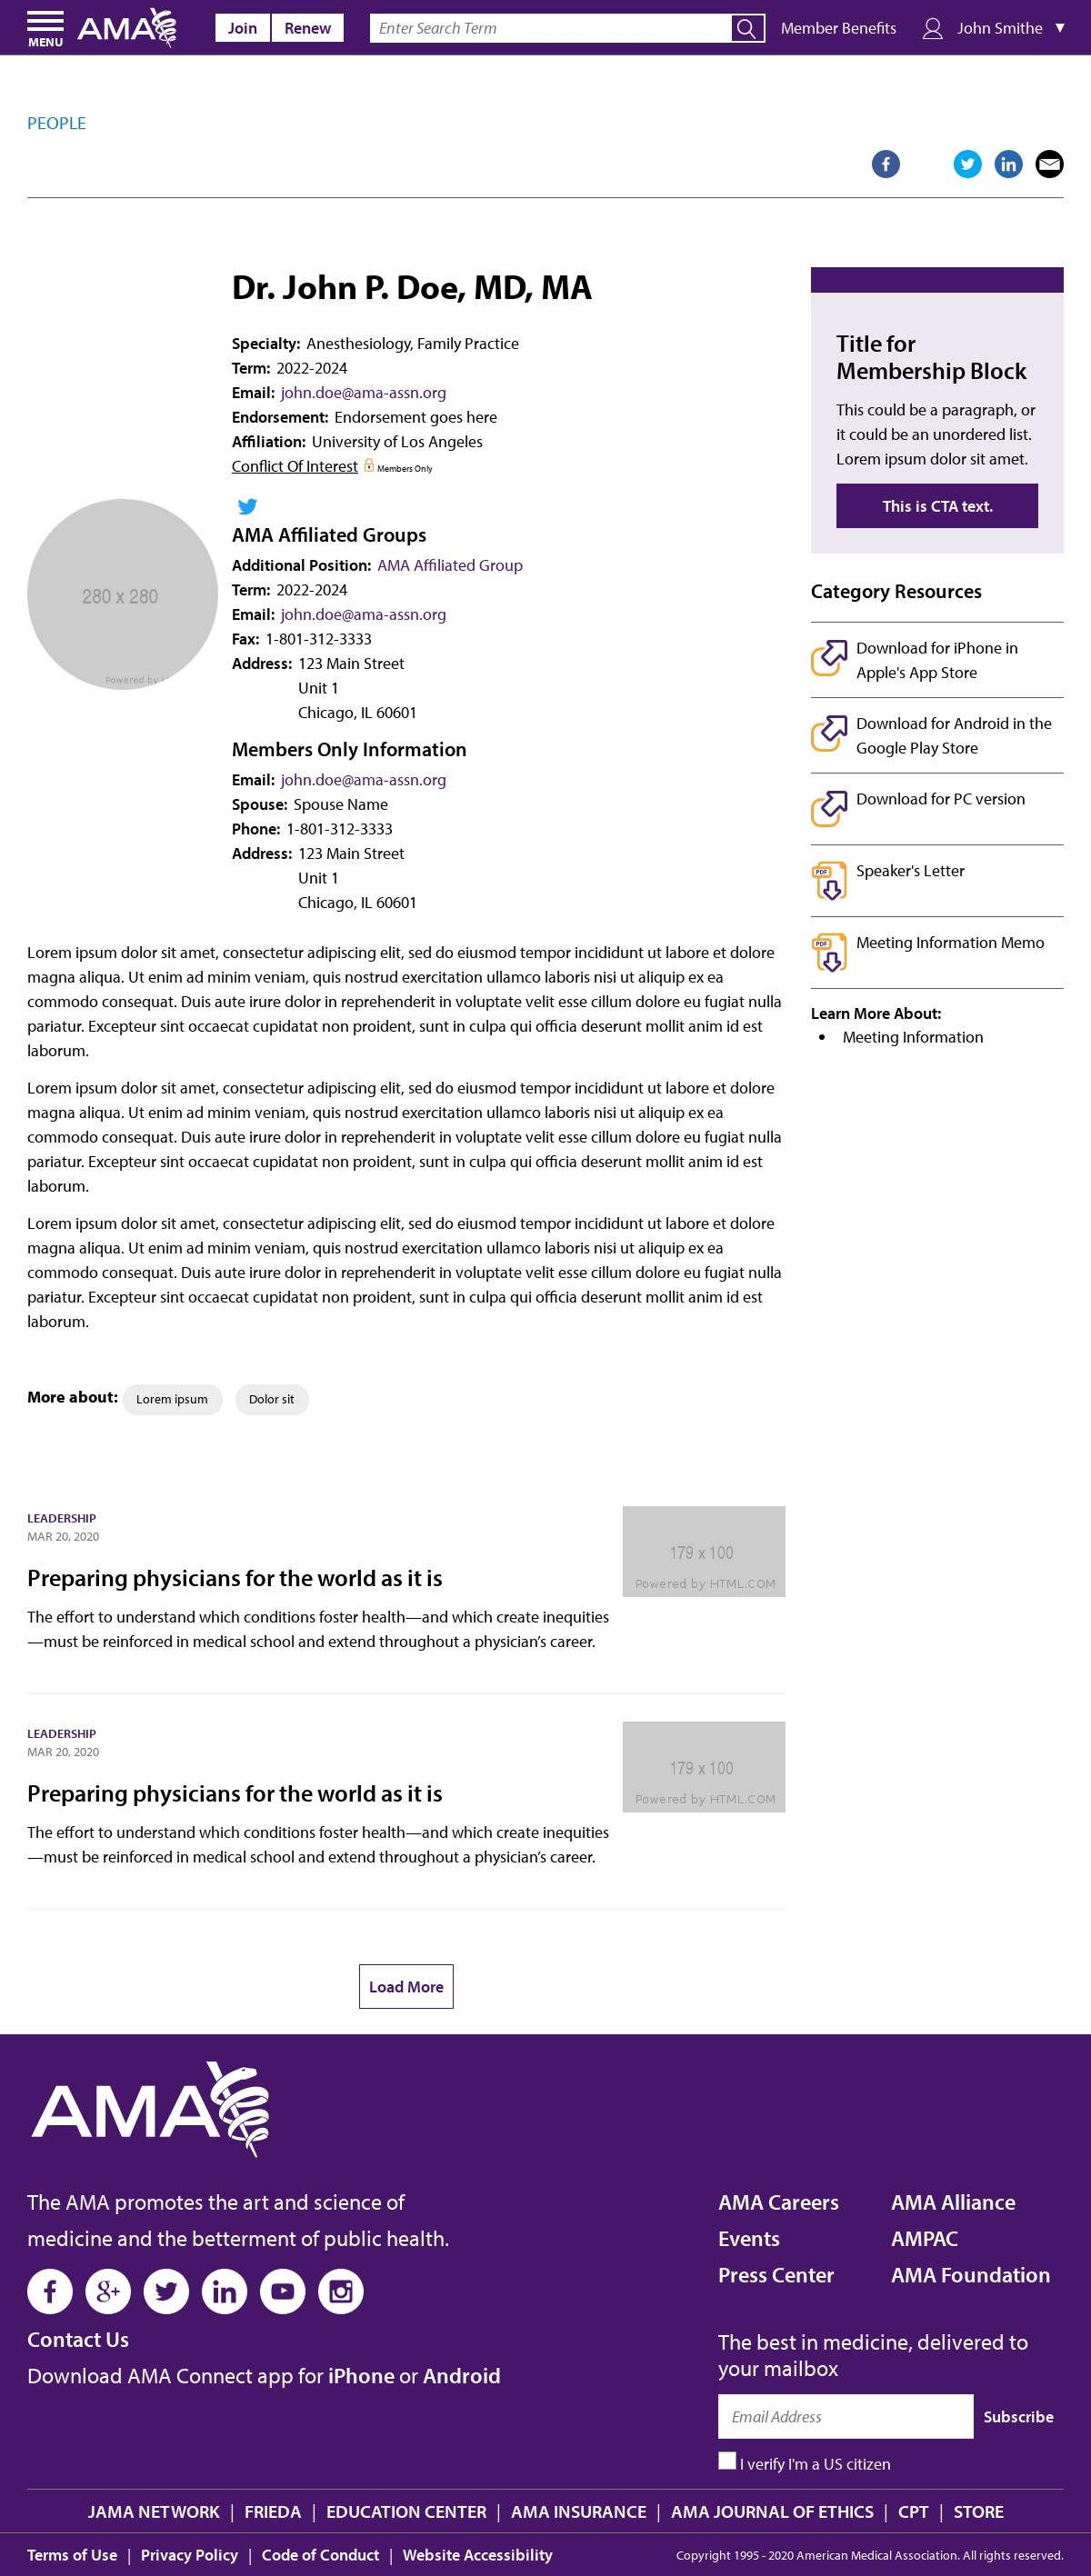 MENU
AMA
Join
Renew
Enter Search Term
Member Benefits
John Smithe ▼
PEOPLE
Dr. John P. Doe, MD, MA
Specialty: Anesthesiology, Family Practice
Term: 2022-2024
Email: john.doe@ama-assn.org
Endorsement: Endorsement goes here
Affiliation: University of Los Angeles
Conflict Of Interest Members Only
280 x 280
Powered by
AMA Affiliated Groups
Additional Position: AMA Affiliated Group
Term: 2022-2024
Email: john.doe@ama-assn.org
Fax: 1-801-312-3333
Address: 123 Main Street
Unit 1
Chicago, IL 60601
Members Only Information
Email: john.doe@ama-assn.org
Spouse: Spouse Name
Phone: 1-801-312-3333
Address: 123 Main Street
Unit 1
Chicago, IL 60601
Lorem ipsum dolor sit amet, consectetur adipiscing elit, sed do eiusmod tempor incididunt ut labore et dolore
magna aliqua. Ut enim ad minim veniam, quis nostrud exercitation ullamco laboris nisi ut aliquip ex ea
commodo consequat. Duis aute irure dolor in reprehenderit in voluptate velit esse cillum dolore eu fugiat nulla
pariatur. Excepteur sint occaecat cupidatat non proident, sunt in culpa qui officia deserunt mollit anim id est
laborum.
Lorem ipsum dolor sit amet, consectetur adipiscing elit, sed do eiusmod tempor incididunt ut labore et dolore
magna aliqua. Ut enim ad minim veniam, quis nostrud exercitation ullamco laboris nisi ut aliquip ex ea
commodo consequat. Duis aute irure dolor in reprehenderit in voluptate velit esse cillum dolore eu fugiat nulla
pariatur. Excepteur sint occaecat cupidatat non proident, sunt in culpa qui officia deserunt mollit anim id est
laborum.
Lorem ipsum dolor sit amet, consectetur adipiscing elit, sed do eiusmod tempor incididunt ut labore et dolore
magna aliqua. Ut enim ad minim veniam, quis nostrud exercitation ullamco laboris nisi ut aliquip ex ea
commodo consequat. Duis aute irure dolor in reprehenderit in voluptate velit esse cillum dolore eu fugiat nulla
pariatur. Excepteur sint occaecat cupidatat non proident, sunt in culpa qui officia deserunt mollit anim id est
laborum.
More about: Lorem ipsum Dolor sit
Title for
Membership Block
This could be a paragraph, or
it could be an unordered list.
Lorem ipsum dolor sit amet.
This is CTA text.
Category Resources
Download for iPhone in
Apple's App Store
Download for Android in the
Google Play Store
Download for PC version
PDF Speaker's Letter
PDF Meeting Information Memo
Learn More About:
• Meeting Information
LEADERSHIP
MAR 20, 2020
Preparing physicians for the world as it is
The effort to understand which conditions foster health—and which create inequities
—must be reinforced in medical school and extend throughout a physician’s career.
179 x 100
Powered by HTML.COM
LEADERSHIP
MAR 20, 2020
Preparing physicians for the world as it is
The effort to understand which conditions foster health—and which create inequities
—must be reinforced in medical school and extend throughout a physician’s career.
179 x 100
Powered by HTML.COM
Load More
AMA
The AMA promotes the art and science of
medicine and the betterment of public health.
Contact Us
Download AMA Connect app for iPhone or Android
AMA Careers
Events
Press Center
AMA Alliance
AMPAC
AMA Foundation
The best in medicine, delivered to
your mailbox
Email Address
Subscribe
I verify I'm a US citizen
JAMA NETWORK | FRIEDA | EDUCATION CENTER | AMA INSURANCE | AMA JOURNAL OF ETHICS | CPT | STORE
Terms of Use | Privacy Policy | Code of Conduct | Website Accessibility
Copyright 1995 - 2020 American Medical Association. All rights reserved.